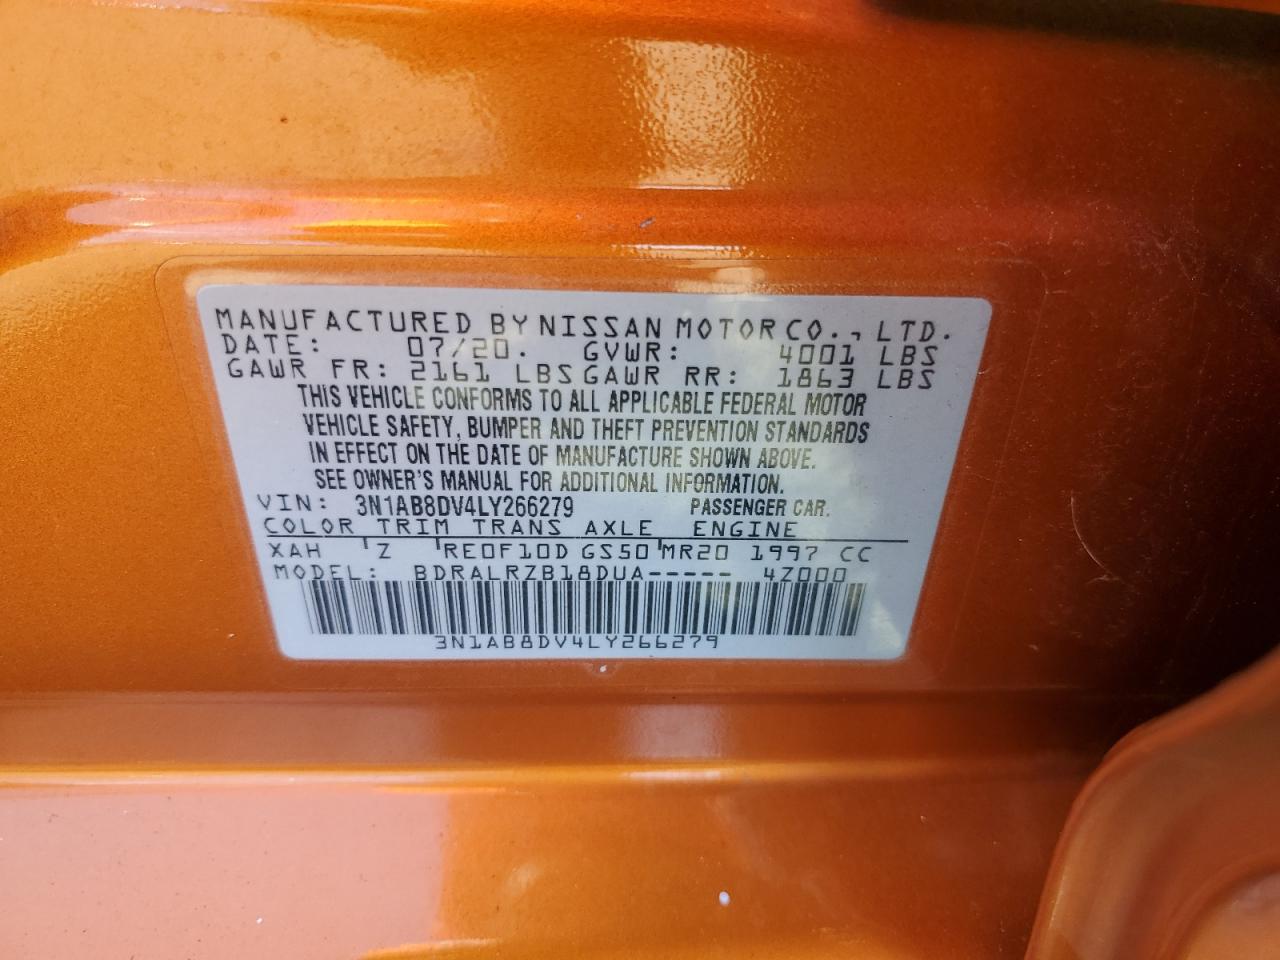 MANUFACTURED BY NISSAN MOTOR CO., LTD.
DATE: 07/20. GVWR: 4001 LBS
GAWR FR: 2161 LBS GAWR RR: 1863 LBS
THIS VEHICLE CONFORMS TO ALL APPLICABLE FEDERAL MOTOR
VEHICLE SAFETY, BUMPER AND THEFT PREVENTION STANDARDS
IN EFFECT ON THE DATE OF MANUFACTURE SHOWN ABOVE.
SEE OWNER'S MANUAL FOR ADDITIONAL INFORMATION.
VIN: 3N1AB8DV4LY266279 PASSENGER CAR.
COLOR TRIM TRANS AXLE ENGINE
XAH Z RE0F10D GS50 MR20 1997 CC
MODEL: BDRALRZB18DUA----- 4Z000
3N1AB8DV4LY266279